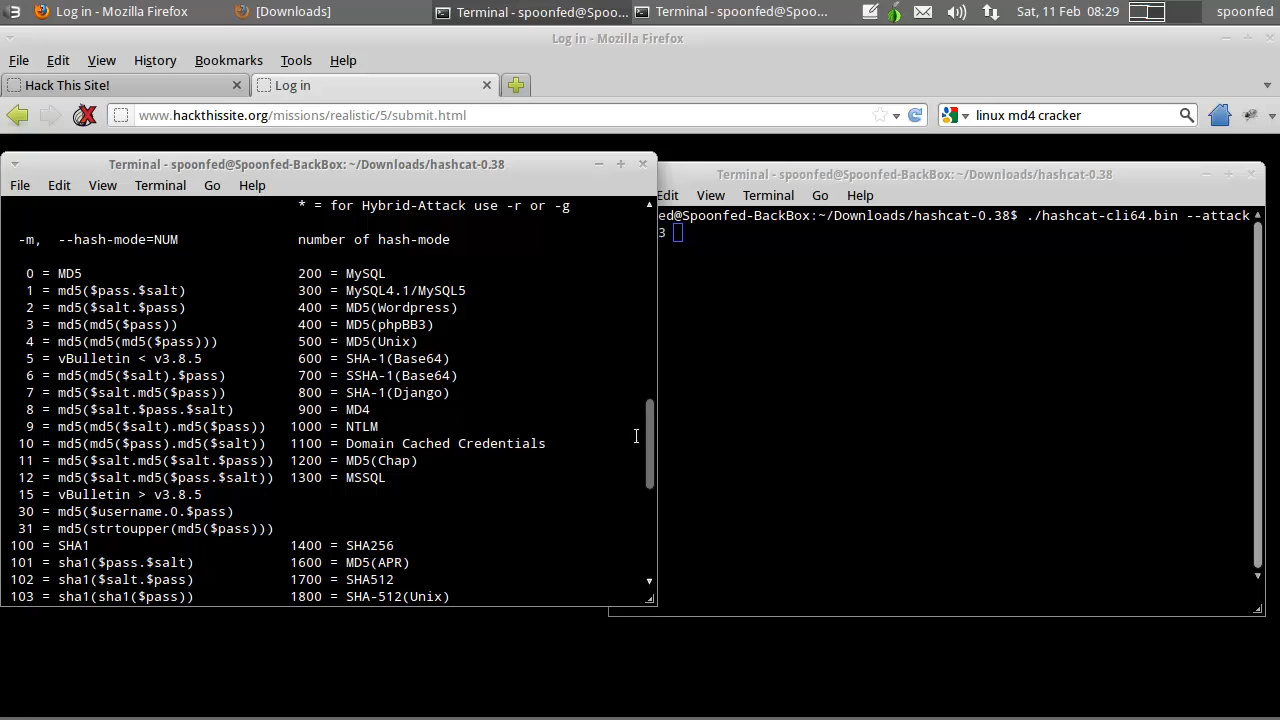 Log in - Mozilla Firefox
[Downloads]
Terminal - spoonfed@Spoo...
Terminal - spoonfed@Spoo...
Sat, 11 Feb 08:29
spoonfed
Log in - Mozilla Firefox
File Edit View History Bookmarks Tools Help
Hack This Site!
Log in
www.hackthissite.org/missions/realistic/5/submit.html
linux md4 cracker
Terminal - spoonfed@Spoonfed-BackBox: ~/Downloads/hashcat-0.38
File Edit View Terminal Go Help
* = for Hybrid-Attack use -r or -g
-m, --hash-mode=NUM number of hash-mode
0 = MD5 200 = MySQL
1 = md5($pass.$salt) 300 = MySQL4.1/MySQL5
2 = md5($salt.$pass) 400 = MD5(Wordpress)
3 = md5(md5($pass)) 400 = MD5(phpBB3)
4 = md5(md5(md5($pass))) 500 = MD5(Unix)
5 = vBulletin < v3.8.5 600 = SHA-1(Base64)
6 = md5(md5($salt).$pass) 700 = SSHA-1(Base64)
7 = md5($salt.md5($pass)) 800 = SHA-1(Django)
8 = md5($salt.$pass.$salt) 900 = MD4
9 = md5(md5($salt).md5($pass)) 1000 = NTLM
10 = md5(md5($pass).md5($salt)) 1100 = Domain Cached Credentials
11 = md5($salt.md5($salt.$pass)) 1200 = MD5(Chap)
12 = md5($salt.md5($pass.$salt)) 1300 = MSSQL
15 = vBulletin > v3.8.5
30 = md5($username.0.$pass)
31 = md5(strtoupper(md5($pass)))
100 = SHA1 1400 = SHA256
101 = sha1($pass.$salt) 1600 = MD5(APR)
102 = sha1($salt.$pass) 1700 = SHA512
103 = sha1(sha1($pass)) 1800 = SHA-512(Unix)
Terminal - spoonfed@Spoonfed-BackBox: ~/Downloads/hashcat-0.38
Edit View Terminal Go Help
ed@Spoonfed-BackBox:~/Downloads/hashcat-0.38$ ./hashcat-cli64.bin --attack
3